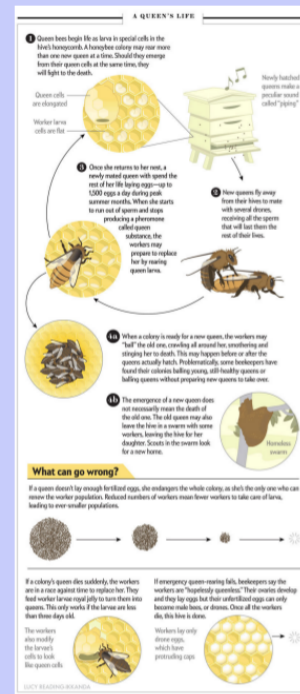 A QUEEN'S LIFE
1 Queen bees begin life as larva in special cells in the
hive's honeycomb. A honeybee colony may rear more
than one new queen at a time. Should they emerge
from their queen cells at the same time, they
will fight to the death.
Newly hatched
queens make a
peculiar sound
called "piping"
Queen cells
are elongated
Worker larva
cells are flat
3 Once she returns to her nest, a
newly mated queen with spend the
rest of her life laying eggs—up to
1,500 eggs a day during peak
summer months. When she starts
to run out of sperm and stops
producing a pheromone
called queen
substance, the
workers may
prepare to replace
her by rearing
queen larva.
2 New queens fly away
from their hives to mate
with several drones,
receiving all the sperm
that will last them the
rest of their lives.
4a When a colony is ready for a new queen, the workers may
"ball" the old one, crawling all around her, smothering and
stinging her to death. This may happen before or after the
queens actually hatch. Problematically, some beekeepers have
found their colonies balling young, still-healthy queens or
balling queens without preparing new queens to take over.
4b The emergence of a new queen does
not necessarily mean the death of
the old one. The old queen may also
leave the hive in a swarm with some
workers, leaving the hive for her
daughter. Scouts in the swarm look
for a new home.
Homeless
swarm
What can go wrong?
If a queen doesn't lay enough fertilized eggs, she endangers the whole colony, as she's the only one who can
renew the worker population. Reduced numbers of workers mean fewer workers to take care of larva,
leading to ever-smaller populations.
If a colony's queen dies suddenly, the workers
are in a race against time to replace her. They
feed worker larvae royal jelly to turn them into
queens. This only works if the larvae are less
than three days old.
The workers
also modify
the larvae's
cells to look
like queen cells
If emergency queen-rearing fails, beekeepers say the
workers are "hopelessly queenless." Their ovaries develop
and they lay eggs but their unfertilized eggs can only
become male bees, or drones. Once all the workers
die, this hive is done.
Workers lay only
drone eggs,
which have
protruding caps
LUCY READING-IKKANDA